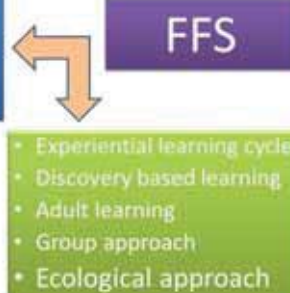 FFS
• Experiential learning cycle
• Discovery based learning
• Adult learning
• Group approach
• Ecological approach